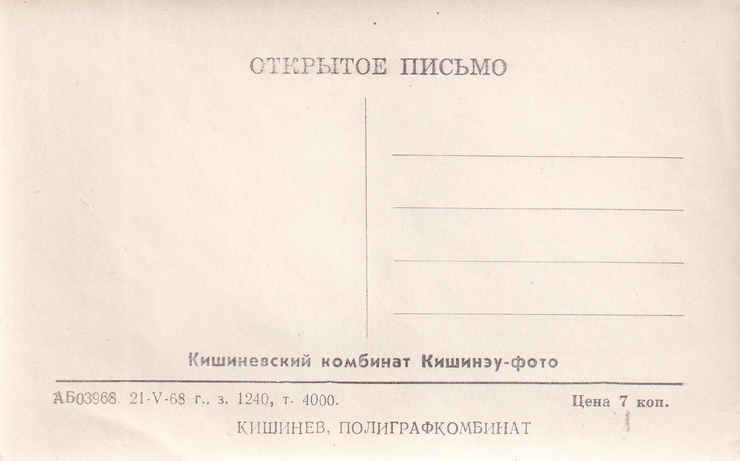 ОТКРЫТОЕ ПИСЬМО
Кишиневский комбинат Кишинэу-фото
АБ03968 21-V-68 г., з. 1240, т. 4000.
Цена 7 коп.
КИШИНЕВ, ПОЛИГРАФКОМБИНАТ